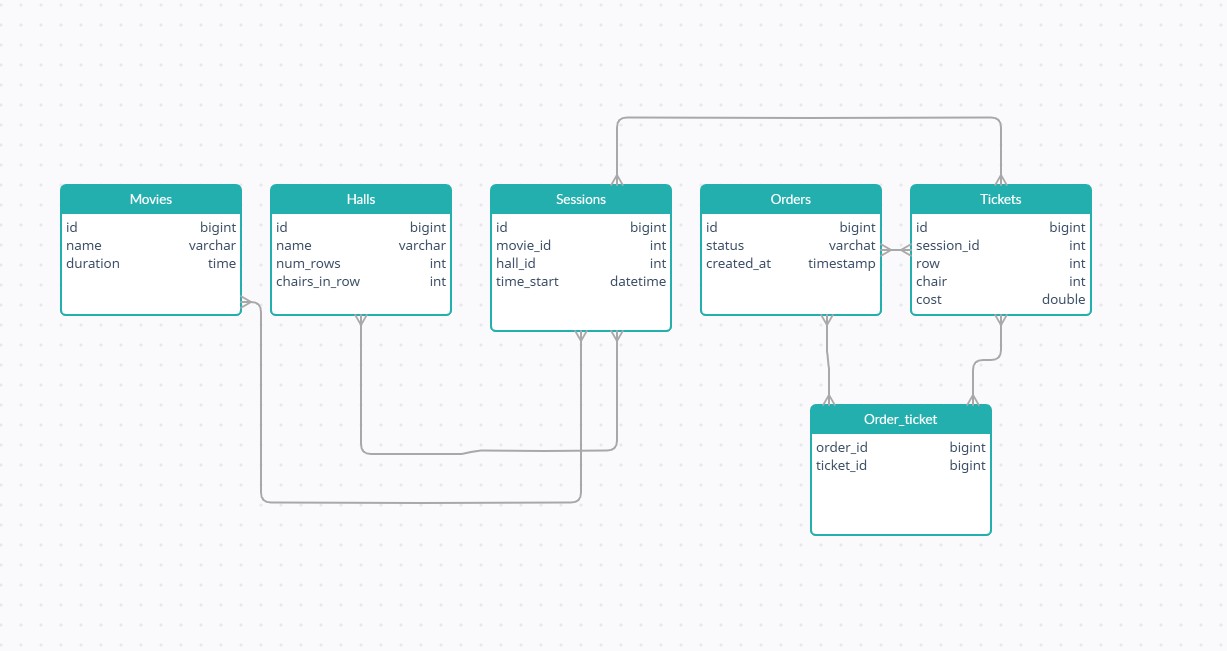 Movies
id bigint
name varchar
duration time
Halls
id bigint
name varchar
num_rows int
chairs_in_row int
Sessions
id bigint
movie_id int
hall_id int
time_start datetime
Orders
id bigint
status varchat
created_at timestamp
Tickets
id bigint
session_id int
row int
chair int
cost double
Order_ticket
order_id bigint
ticket_id bigint